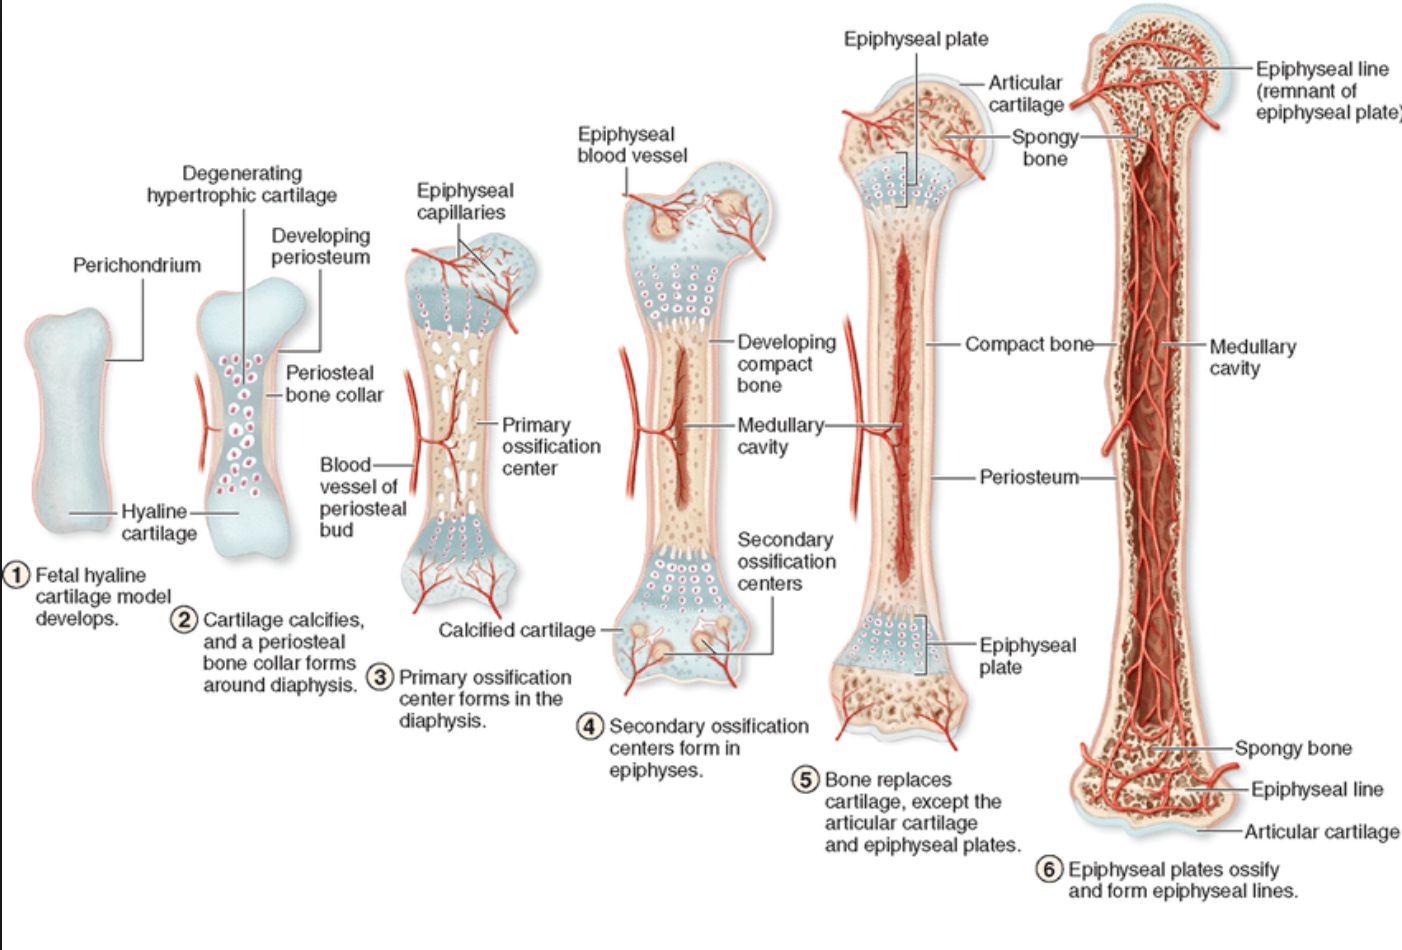 Perichondrium
Hyaline
cartilage
1 Fetal hyaline
cartilage model
develops.
Degenerating
hypertrophic cartilage
Developing
periosteum
Periosteal
bone collar
2 Cartilage calcifies,
and a periosteal
bone collar forms
around diaphysis.
Epiphyseal
capillaries
Primary
ossification
center
Blood
vessel of
periosteal
bud
3 Primary ossification
center forms in the
diaphysis.
Epiphyseal
blood vessel
Developing
compact
bone
Medullary
cavity
Secondary
ossification
centers
Calcified cartilage
4 Secondary ossification
centers form in
epiphyses.
Epiphyseal plate
Articular
cartilage
Spongy
bone
Compact bone
Periosteum
Epiphyseal
plate
5 Bone replaces
cartilage, except the
articular cartilage
and epiphyseal plates.
Epiphyseal line
(remnant of
epiphyseal plate)
Medullary
cavity
Spongy bone
Epiphyseal line
Articular cartilage
6 Epiphyseal plates ossify
and form epiphyseal lines.